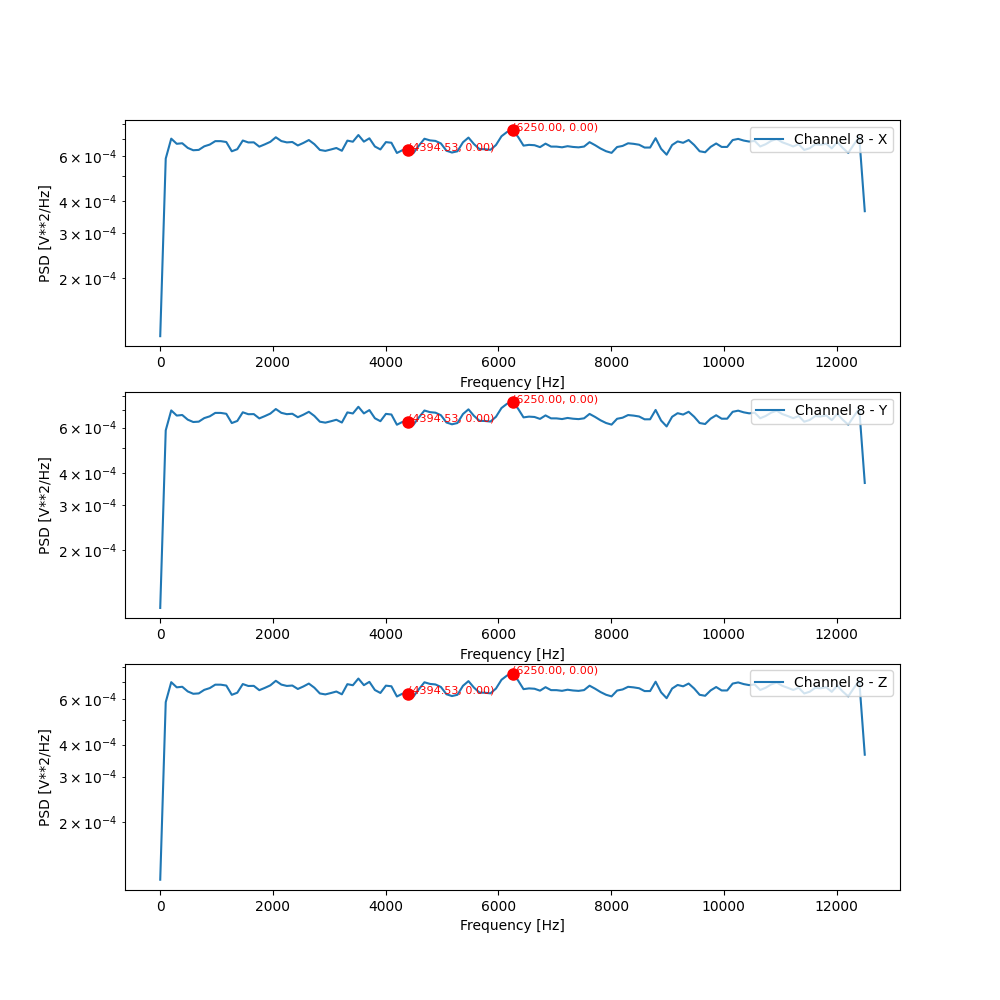 (6250.00, 0.00)
Channel 8 - X
(4394.53, 0.00)
6 × 10⁻⁴
4 × 10⁻⁴
3 × 10⁻⁴
2 × 10⁻⁴
PSD [V**2/Hz]
0 2000 4000 6000 8000 10000 12000
Frequency [Hz]
(6250.00, 0.00)
Channel 8 - Y
(4394.53, 0.00)
6 × 10⁻⁴
4 × 10⁻⁴
3 × 10⁻⁴
2 × 10⁻⁴
PSD [V**2/Hz]
0 2000 4000 6000 8000 10000 12000
Frequency [Hz]
(6250.00, 0.00)
Channel 8 - Z
(4394.53, 0.00)
6 × 10⁻⁴
4 × 10⁻⁴
3 × 10⁻⁴
2 × 10⁻⁴
PSD [V**2/Hz]
0 2000 4000 6000 8000 10000 12000
Frequency [Hz]